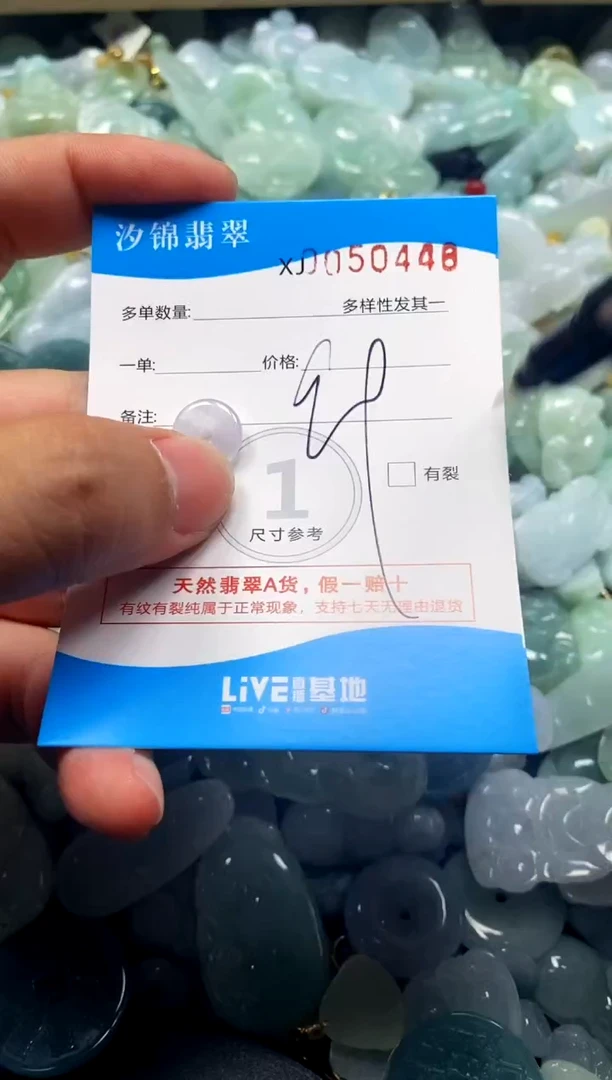 汐锦翡翠
XJ0050448
多单数量: 多样性发其一
一单: 价格:
备注:
1
有裂
尺寸参考
天然翡翠A货，假一赔十
有纹有裂纯属于正常现象，支持七天无理由退货
LiVE直播基地